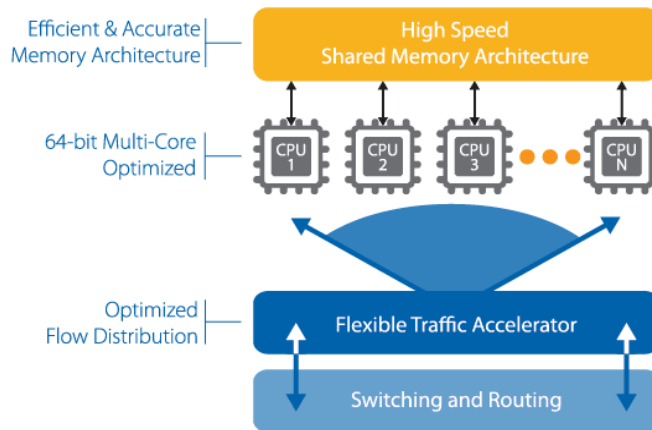 Efficient & Accurate
Memory Architecture
High Speed
Shared Memory Architecture
64-bit Multi-Core
Optimized
CPU
1
CPU
2
CPU
3
CPU
N
Optimized
Flow Distribution
Flexible Traffic Accelerator
Switching and Routing